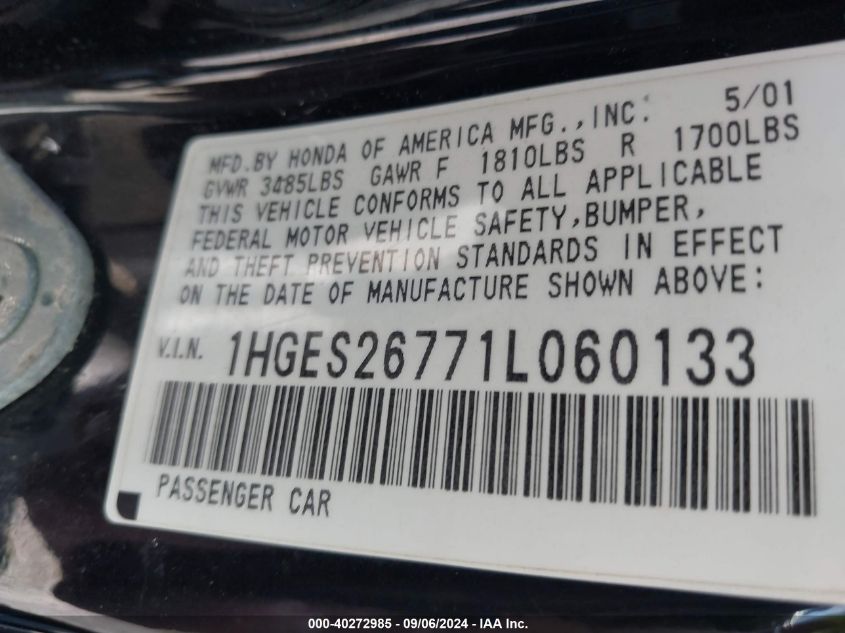 MFD.BY HONDA OF AMERICA MFG.,INC. 5/01
GVWR 3485LBS GAWR F 1810LBS R 1700LBS
THIS VEHICLE CONFORMS TO ALL APPLICABLE
FEDERAL MOTOR VEHICLE SAFETY,BUMPER,
AND THEFT PREVENTION STANDARDS IN EFFECT
ON THE DATE OF MANUFACTURE SHOWN ABOVE:
V.I.N. 1HGES26771L060133
PASSENGER CAR
000-40272985 - 09/06/2024 - IAA Inc.